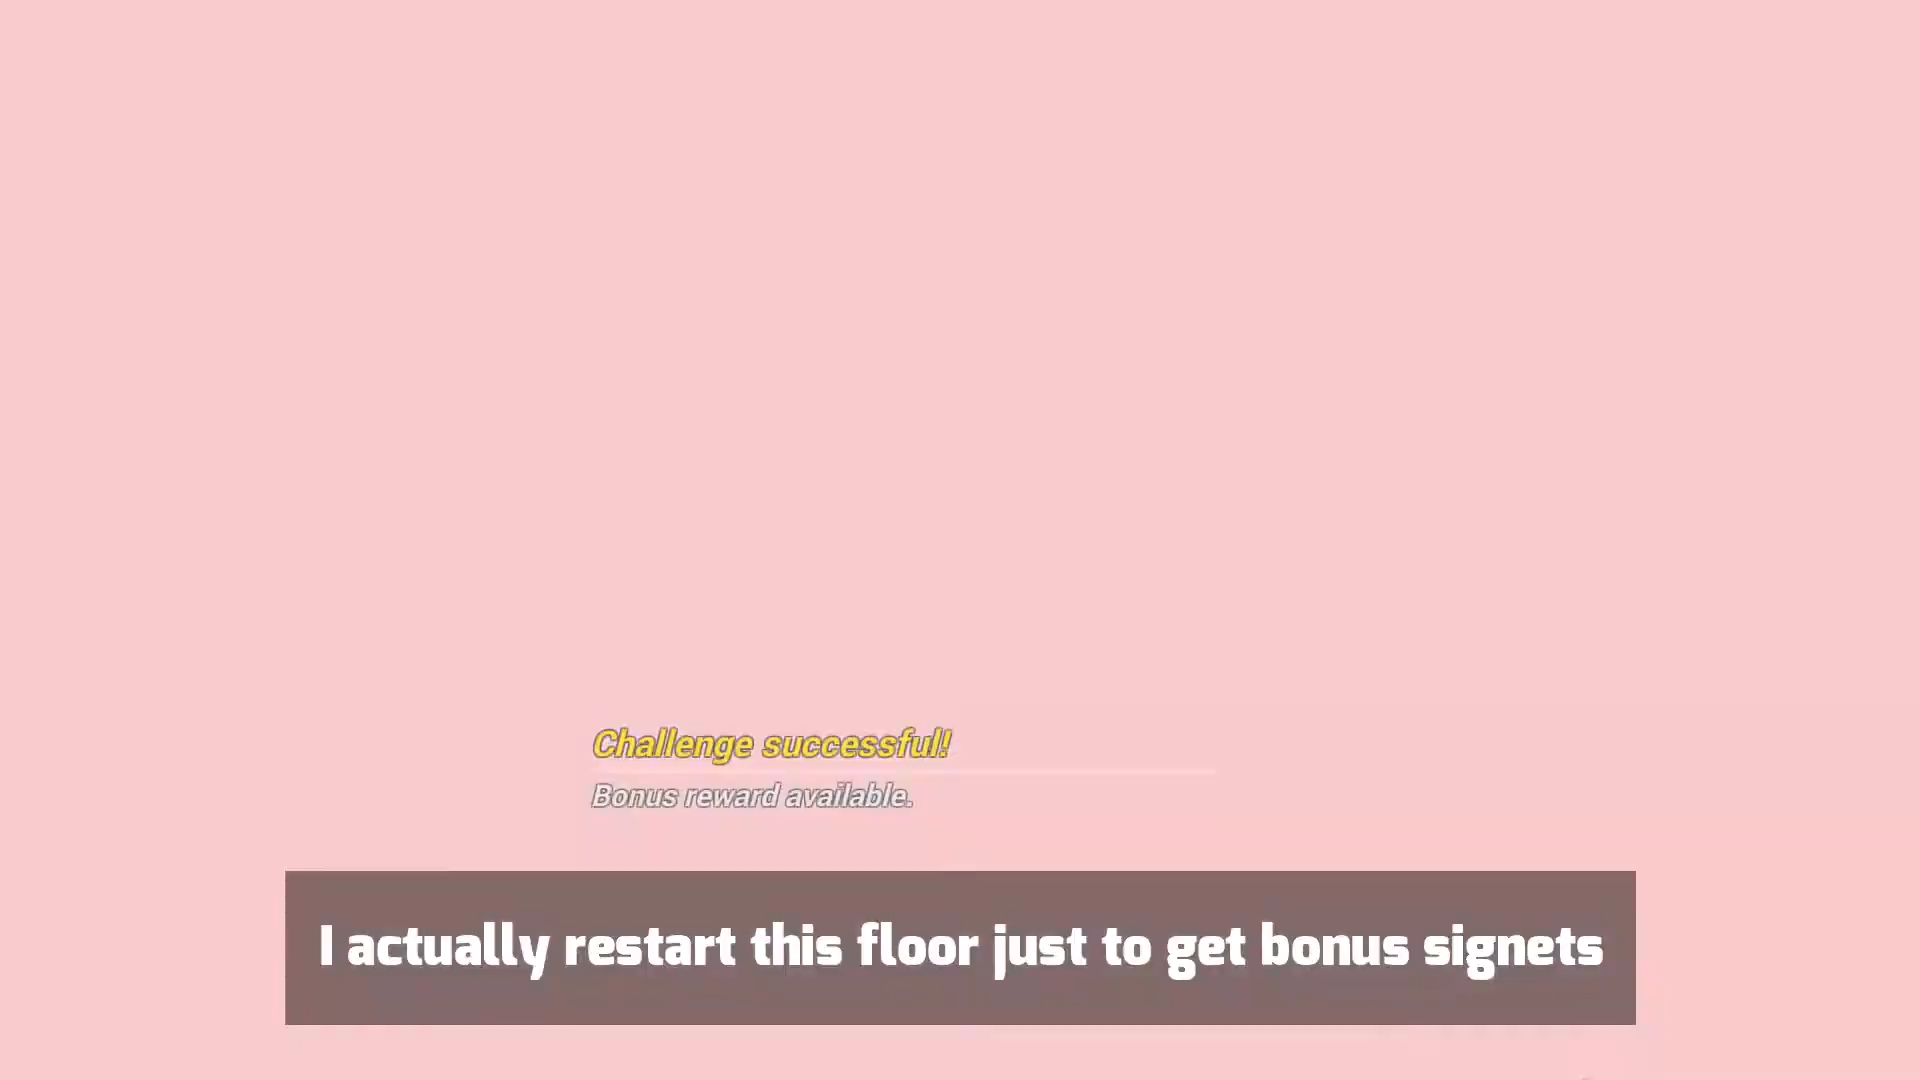 Challenge successful!
Bonus reward available.
I actually restart this floor just to get bonus signets